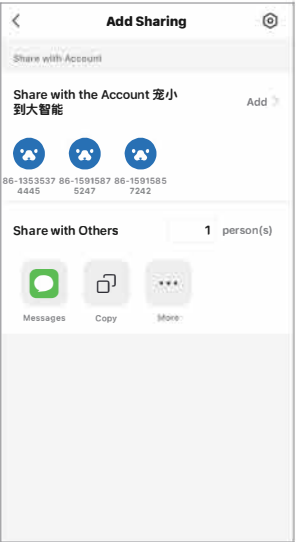 Add Sharing
Share with Account
Share with the Account 宠小
到大智能
Add
86-1353537 86-1591587 86-1591585
4445 5247 7242
Share with Others 1 person(s)
Messages Copy More